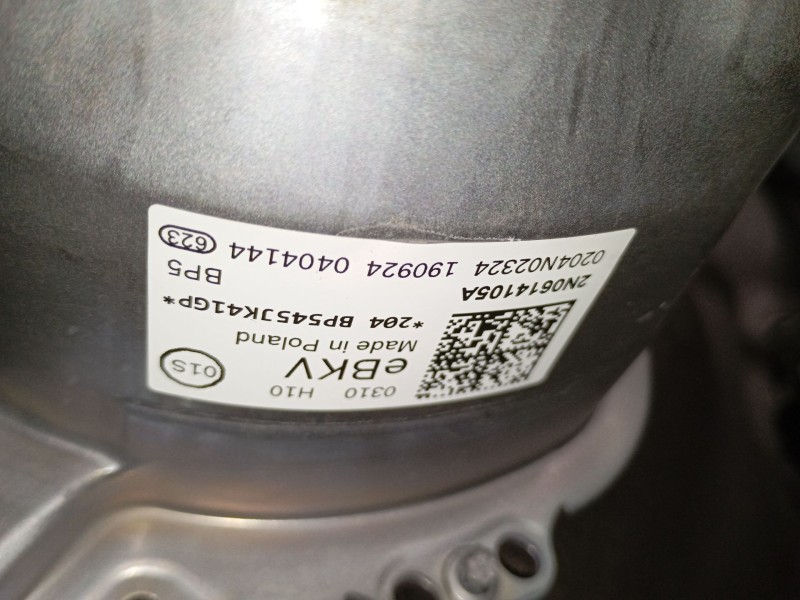 0310 H10
eBKV
01S
Made in Poland
*204 BP545JK41GP*
2N0614105A
BP5
0204N02324 190924 0404144
623